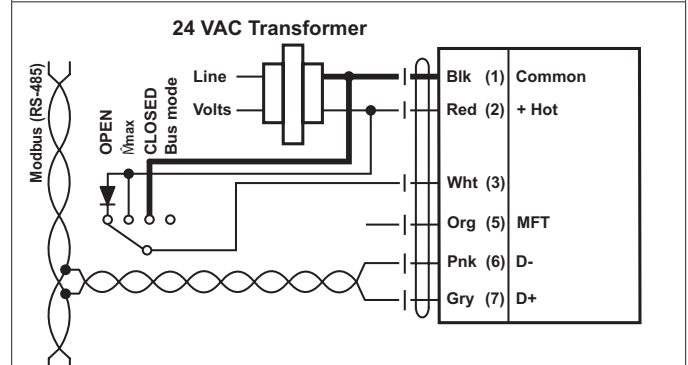 24 VAC Transformer
Line
Volts
Modbus (RS-485)
OPEN
V̇max
CLOSED
Bus mode
Blk (1) Common
Red (2) + Hot
Wht (3)
Org (5) MFT
Pnk (6) D-
Gry (7) D+